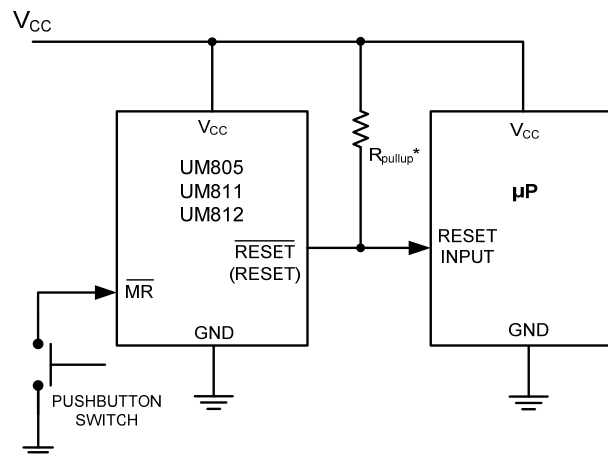 VCC
VCC
UM805
UM811
UM812
RESET
(RESET)
MR
GND
PUSHBUTTON
SWITCH
Rpullup*
VCC
µP
RESET
INPUT
GND